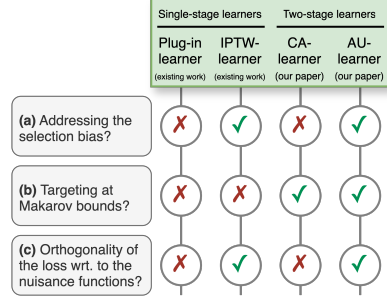 Single-stage learners Two-stage learners
Plug-in IPTW- CA- AU-
learner learner learner learner
(existing work) (existing work) (our paper) (our paper)
(a) Addressing the
selection bias? ✗ ✓ ✗ ✓
(b) Targeting at
Makarov bounds? ✗ ✗ ✓ ✓
(c) Orthogonality of
the loss wrt. to the
nuisance functions? ✗ ✓ ✗ ✓